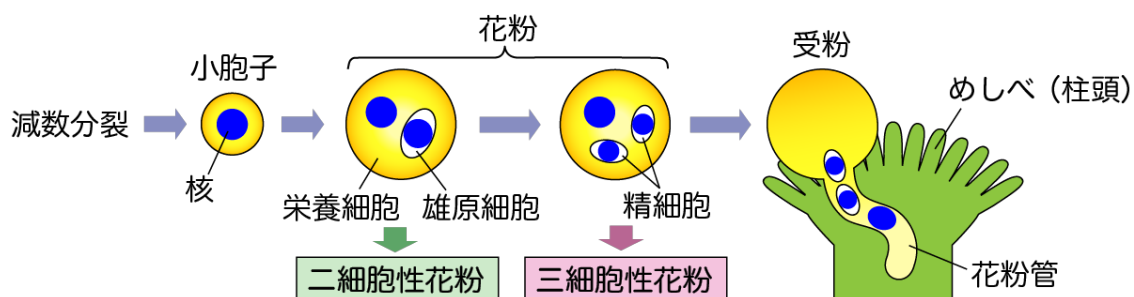 花粉
受粉
小胞子
めしべ（柱頭）
減数分裂
核
栄養細胞
雄原細胞
精細胞
花粉管
二細胞性花粉
三細胞性花粉